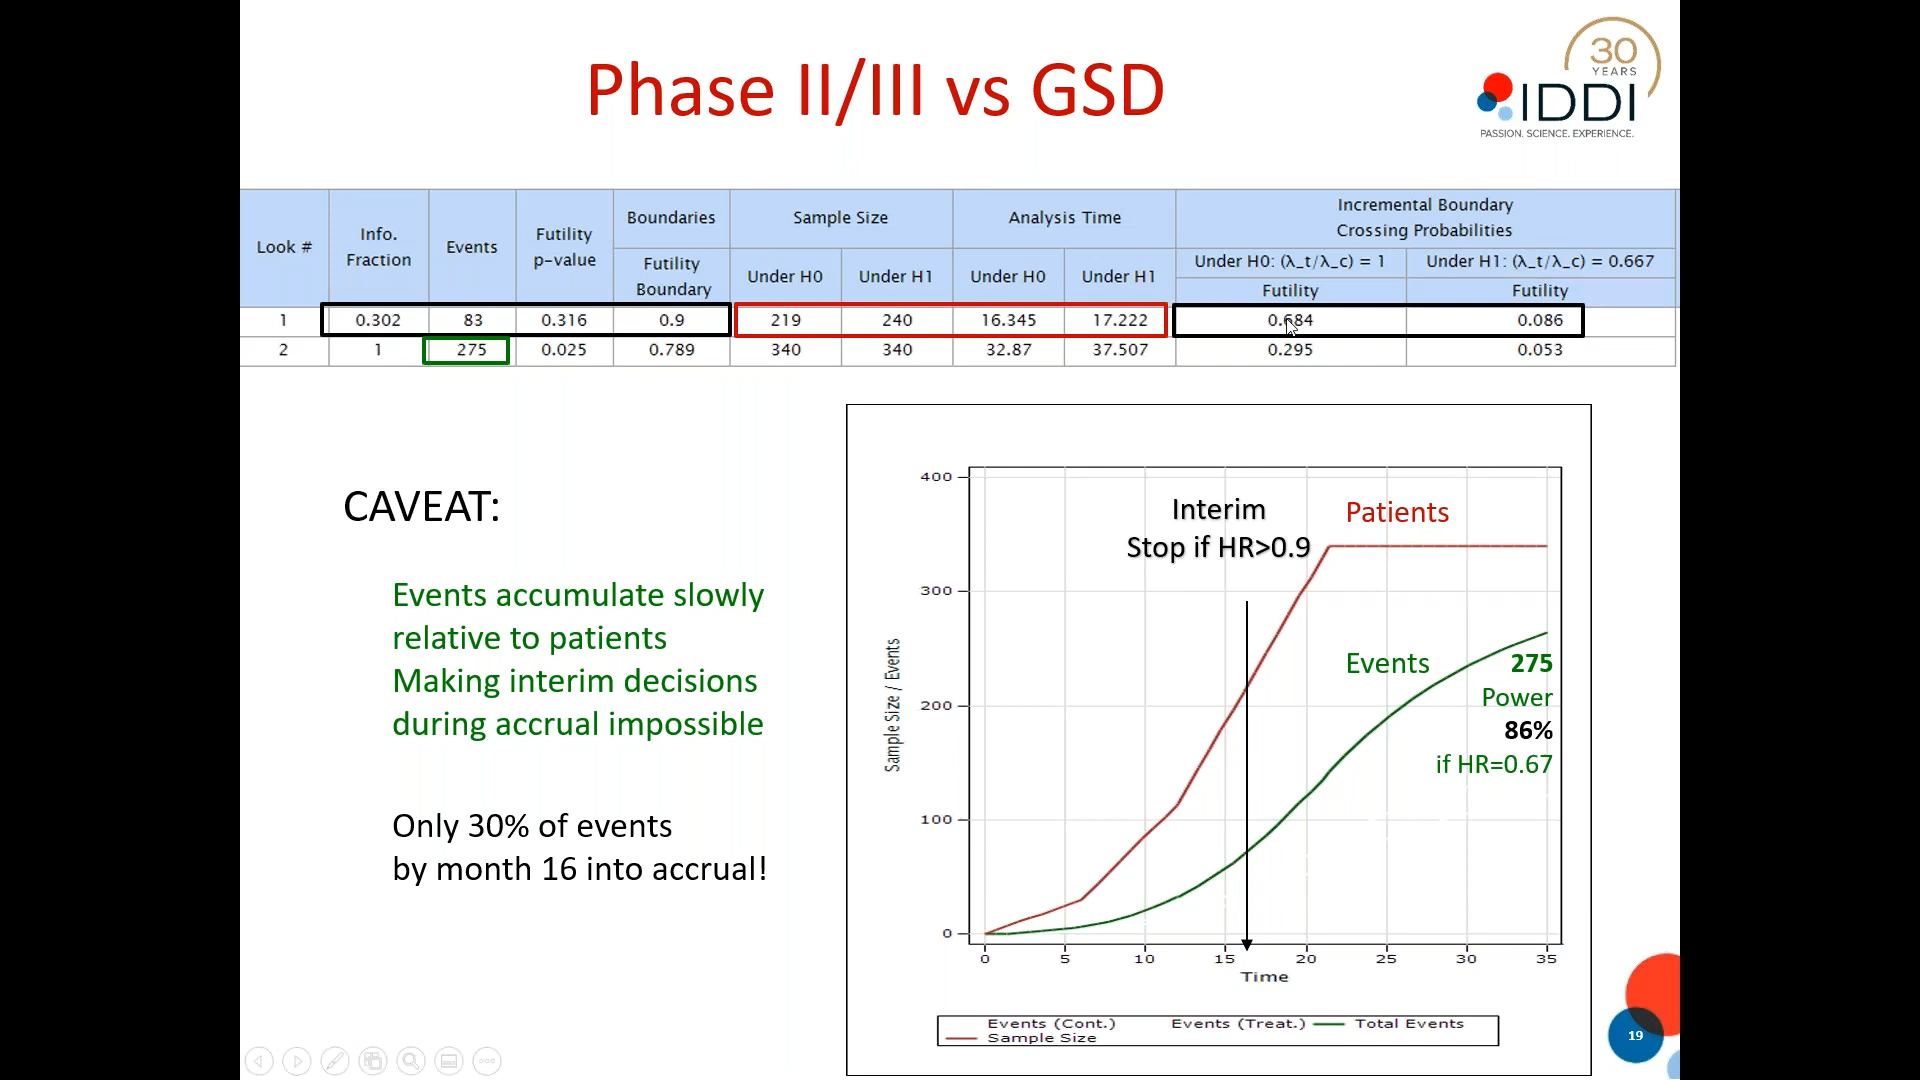 Phase II/III vs GSD
30
YEARS
IDDI
PASSION. SCIENCE. EXPERIENCE.
Look #
Info.
Fraction
Events
Futility
p-value
Boundaries
Futility
Boundary
Sample Size
Under H0
Under H1
Analysis Time
Under H0
Under H1
Incremental Boundary
Crossing Probabilities
Under H0: (λ_t/λ_c) = 1
Under H1: (λ_t/λ_c) = 0.667
Futility
Futility
1 0.302 83 0.316 0.9 219 240 16.345 17.222 0.684 0.086
2 1 275 0.025 0.789 340 340 32.87 37.507 0.295 0.053
CAVEAT:
Events accumulate slowly
relative to patients
Making interim decisions
during accrual impossible
Only 30% of events
by month 16 into accrual!
Interim
Stop if HR>0.9
Patients
Events
275
Power
86%
if HR=0.67
Sample Size / Events
400
300
200
100
0
0 5 10 15 20 25 30 35
Time
Events (Cont.) Events (Treat.) Total Events
Sample Size
19